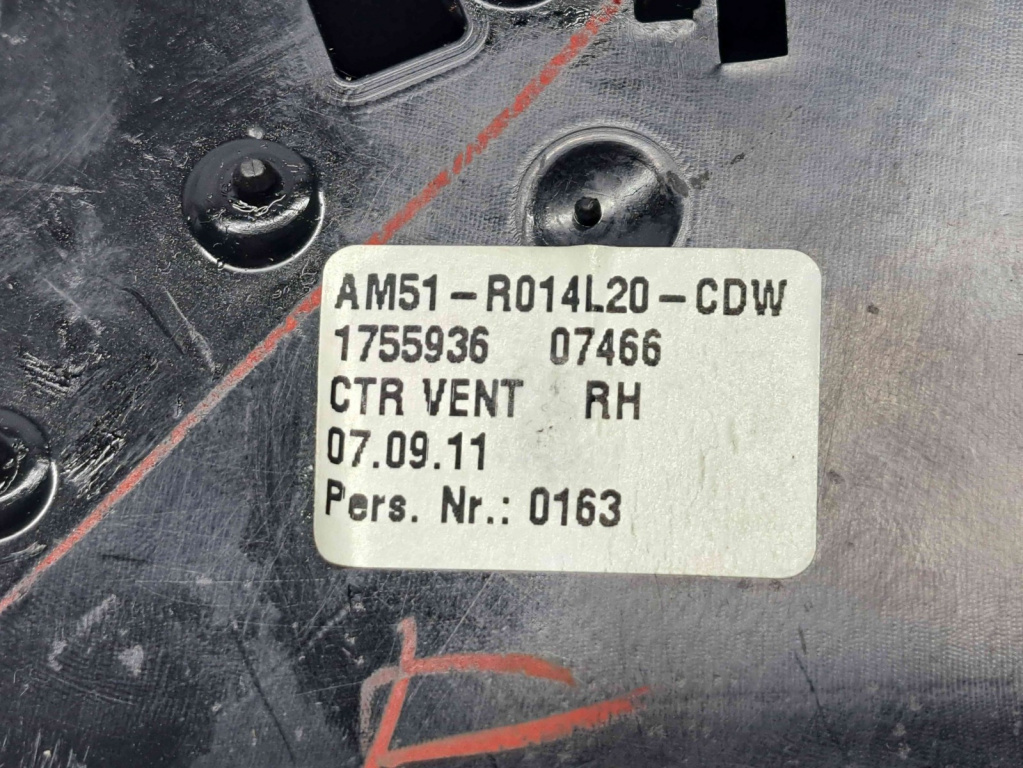 AM51-R014L20-CDW
1755936 07466
CTR VENT RH
07.09.11
Pers. Nr.: 0163